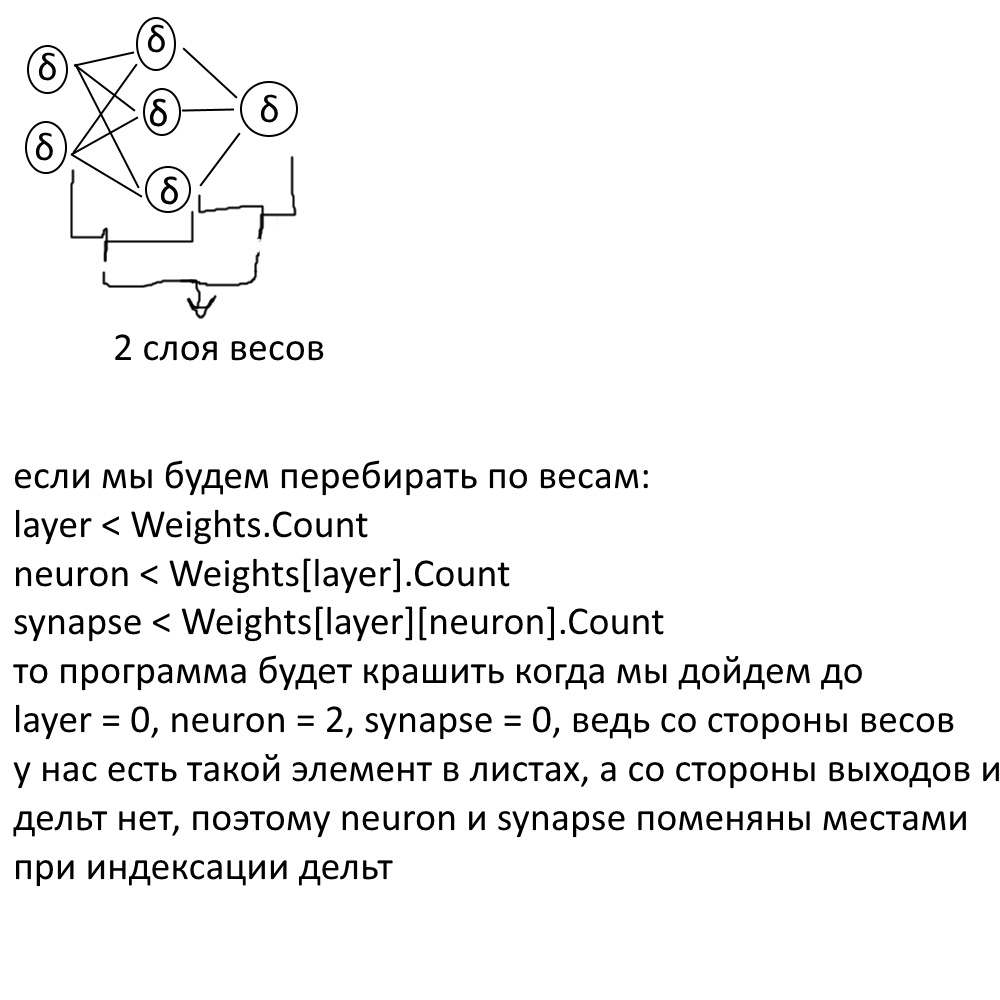 δ
δ
δ
δ
δ
δ
2 слоя весов
если мы будем перебирать по весам:
layer < Weights.Count
neuron < Weights[layer].Count
synapse < Weights[layer][neuron].Count
то программа будет крашить когда мы дойдем до
layer = 0, neuron = 2, synapse = 0, ведь со стороны весов
у нас есть такой элемент в листах, а со стороны выходов и
дельт нет, поэтому neuron и synapse поменяны местами
при индексации дельт